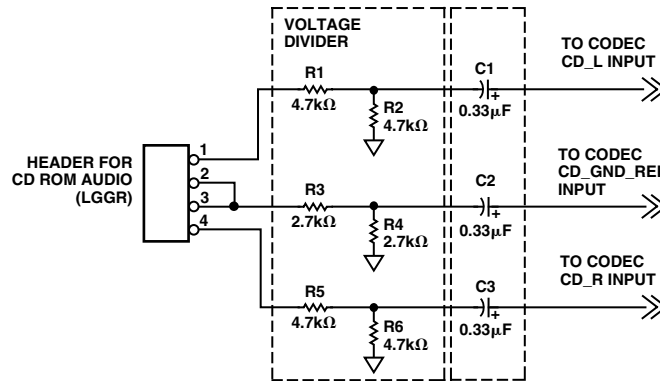 VOLTAGE
DIVIDER
R1
4.7kΩ
R2
4.7kΩ
C1
0.33µF
TO CODEC
CD_L INPUT
HEADER FOR
CD ROM AUDIO
(LGGR)
1
2
3
4
R3
2.7kΩ
R4
2.7kΩ
C2
0.33µF
TO CODEC
CD_GND_REF
INPUT
R5
4.7kΩ
R6
4.7kΩ
C3
0.33µF
TO CODEC
CD_R INPUT